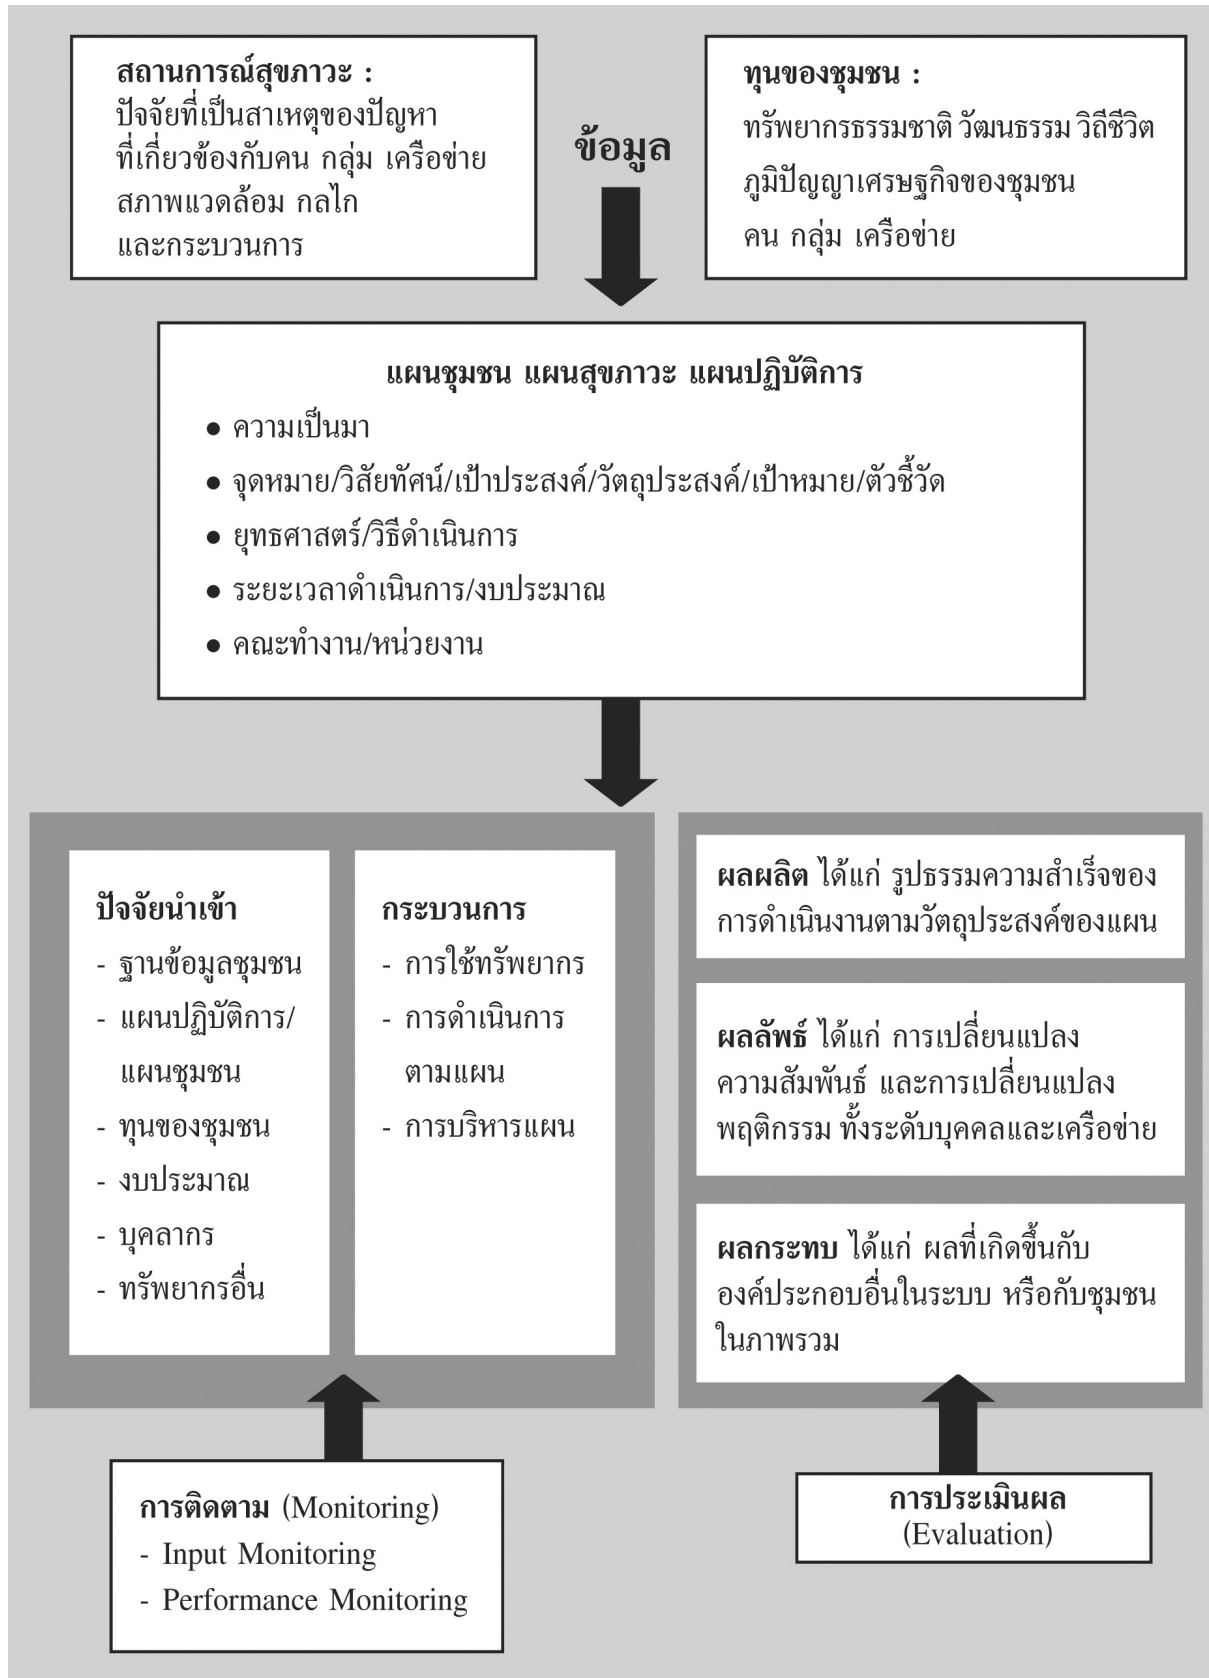 สถานการณ์สุขภาวะ :
ปัจจัยที่เป็นสาเหตุของปัญหา
ที่เกี่ยวข้องกับคน กลุ่ม เครือข่าย
สภาพแวดล้อม กลไก
และกระบวนการ
ข้อมูล
ทุนของชุมชน :
ทรัพยากรธรรมชาติ วัฒนธรรม วิถีชีวิต
ภูมิปัญญาเศรษฐกิจของชุมชน
คน กลุ่ม เครือข่าย
แผนชุมชน แผนสุขภาวะ แผนปฏิบัติการ
● ความเป็นมา
● จุดหมาย/วิสัยทัศน์/เป้าประสงค์/วัตถุประสงค์/เป้าหมาย/ตัวชี้วัด
● ยุทธศาสตร์/วิธีดำเนินการ
● ระยะเวลาดำเนินการ/งบประมาณ
● คณะทำงาน/หน่วยงาน
ปัจจัยนำเข้า
- ฐานข้อมูลชุมชน
- แผนปฏิบัติการ/
แผนชุมชน
- ทุนของชุมชน
- งบประมาณ
- บุคลากร
- ทรัพยากรอื่น
กระบวนการ
- การใช้ทรัพยากร
- การดำเนินการ
ตามแผน
- การบริหารแผน
ผลผลิต ได้แก่ รูปธรรมความสำเร็จของ
การดำเนินงานตามวัตถุประสงค์ของแผน
ผลลัพธ์ ได้แก่ การเปลี่ยนแปลง
ความสัมพันธ์ และการเปลี่ยนแปลง
พฤติกรรม ทั้งระดับบุคคลและเครือข่าย
ผลกระทบ ได้แก่ ผลที่เกิดขึ้นกับ
องค์ประกอบอื่นในระบบ หรือกับชุมชน
ในภาพรวม
การติดตาม (Monitoring)
- Input Monitoring
- Performance Monitoring
การประเมินผล
(Evaluation)